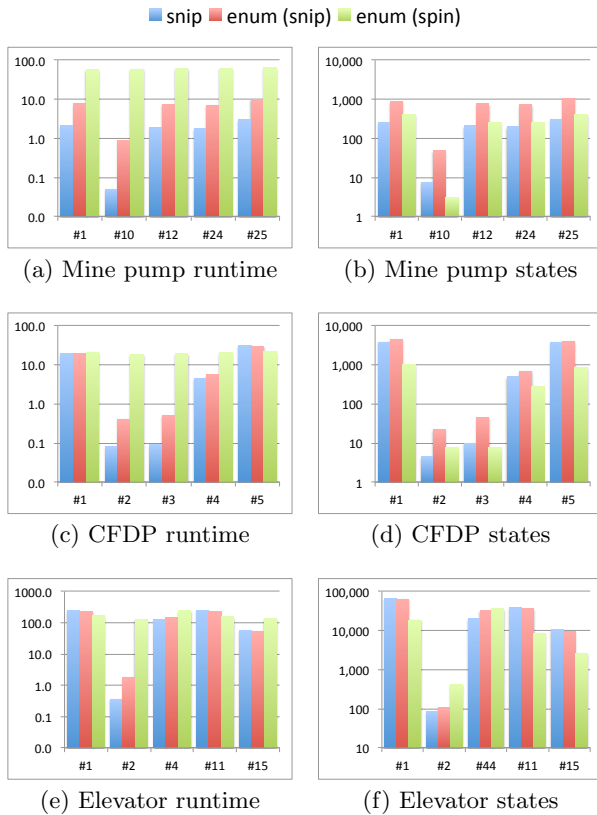 snip enum (snip) enum (spin)
100.0 10,000
10.0 1,000
1.0 100
0.1 10
0.0 1
#1 #10 #12 #24 #25 #1 #10 #12 #24 #25
(a) Mine pump runtime (b) Mine pump states
100.0 10,000
10.0 1,000
1.0 100
0.1 10
0.0 1
#1 #2 #3 #4 #5 #1 #2 #3 #4 #5
(c) CFDP runtime (d) CFDP states
1000.0 100,000
100.0 10,000
10.0 1,000
1.0 100
0.1 10
0.0
#1 #2 #4 #11 #15 #1 #2 #44 #11 #15
(e) Elevator runtime (f) Elevator states